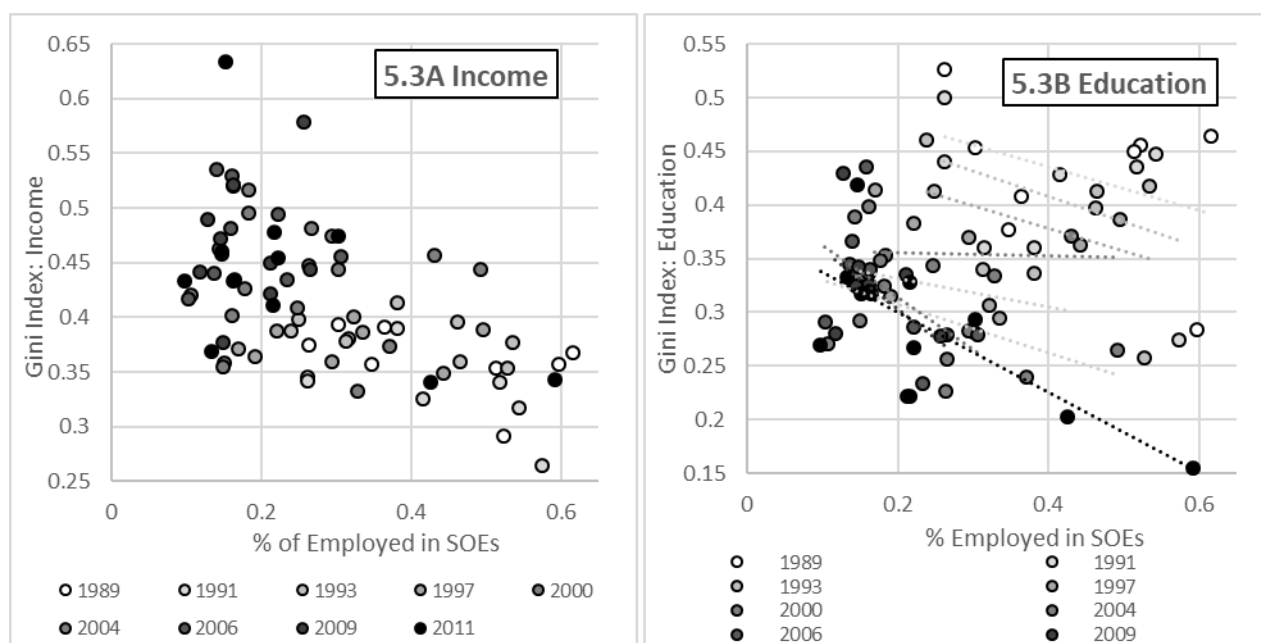 5.3A Income
Gini Index: Income
0.65
0.6
0.55
0.5
0.45
0.4
0.35
0.3
0.25
0 0.2 0.4 0.6
% of Employed in SOEs
1989 1991 1993 1997 2000
2004 2006 2009 2011
5.3B Education
Gini Index: Education
0.55
0.5
0.45
0.4
0.35
0.3
0.25
0.2
0.15
0 0.2 0.4 0.6
% Employed in SOEs
1989 1991
1993 1997
2000 2004
2006 2009